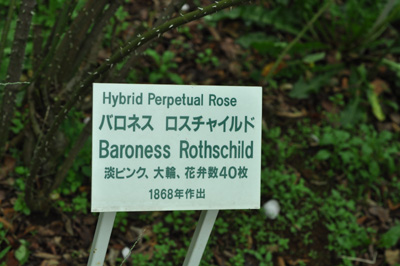 Hybrid Perpetual Rose
バロネス ロスチャイルド
Baroness Rothschild
淡ピンク、大輪、花弁数40枚
1868年作出